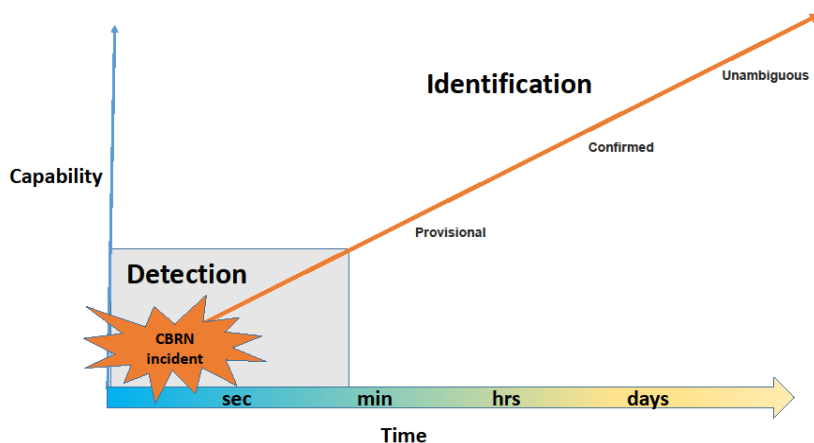 Identification
Unambiguous
Confirmed
Capability
Provisional
Detection
CBRN
incident
sec min hrs days
Time